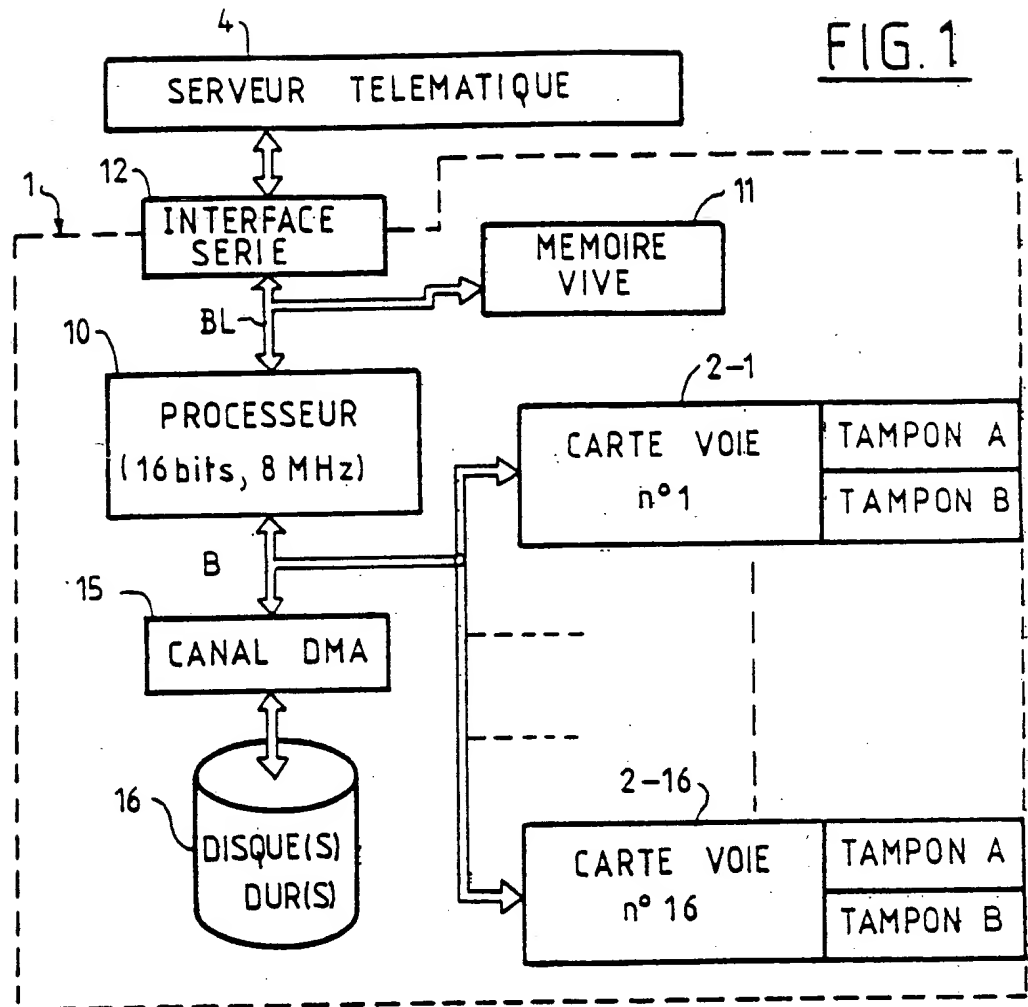 FIG. 1
4
SERVEUR TELEMATIQUE
1
12
INTERFACE
SERIE
11
MEMOIRE
VIVE
BL
10
PROCESSEUR
(16 bits, 8 MHz)
2-1
CARTE VOIE
n° 1
TAMPON A
TAMPON B
B
15
CANAL DMA
16
DISQUE(S)
DUR(S)
2-16
CARTE VOIE
n° 16
TAMPON A
TAMPON B